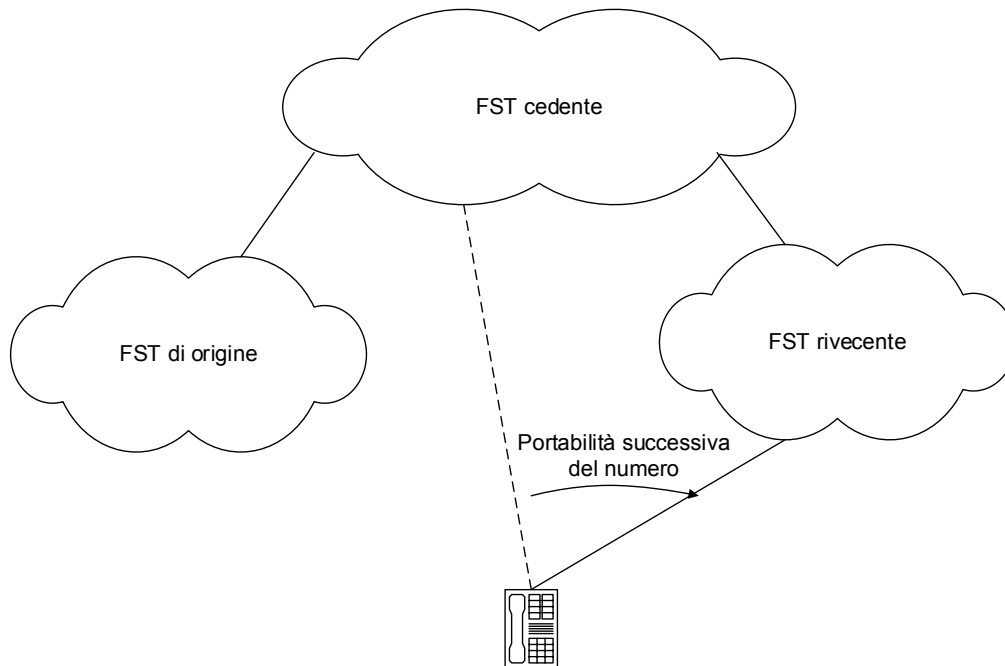 FST cedente
FST di origine
FST rivecente
Portabilità successiva
del numero